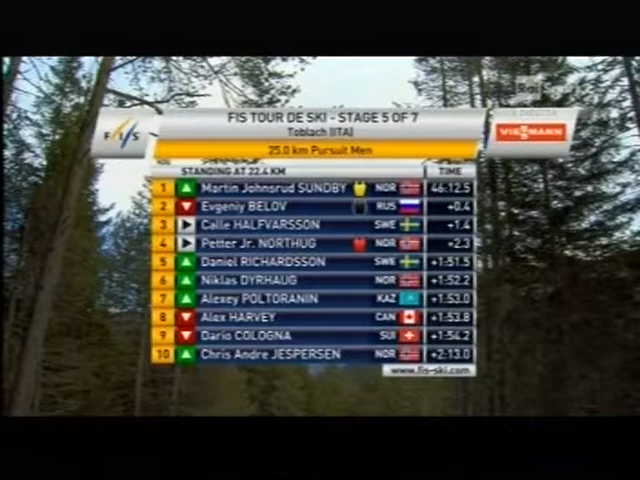 Rai
FIS
FIS TOUR DE SKI - STAGE 5 OF 7
Toblach (ITA)
25.0 km Pursuit Men
VIESMANN
STANDING AT 22.4 KM TIME
1 Martin Johnsrud SUNDBY NOR 46:12.5
2 Evgeniy BELOV RUS +0.4
3 Calle HALFVARSSON SWE +1.4
4 Petter Jr. NORTHUG NOR +2.3
5 Daniel RICHARDSSON SWE +1:51.5
6 Niklas DYRHAUG NOR +1:52.2
7 Alexey POLTORANIN KAZ +1:53.0
8 Alex HARVEY CAN +1:53.8
9 Dario COLOGNA SUI +1:54.2
10 Chris Andre JESPERSEN NOR +2:13.0
www.fis-ski.com